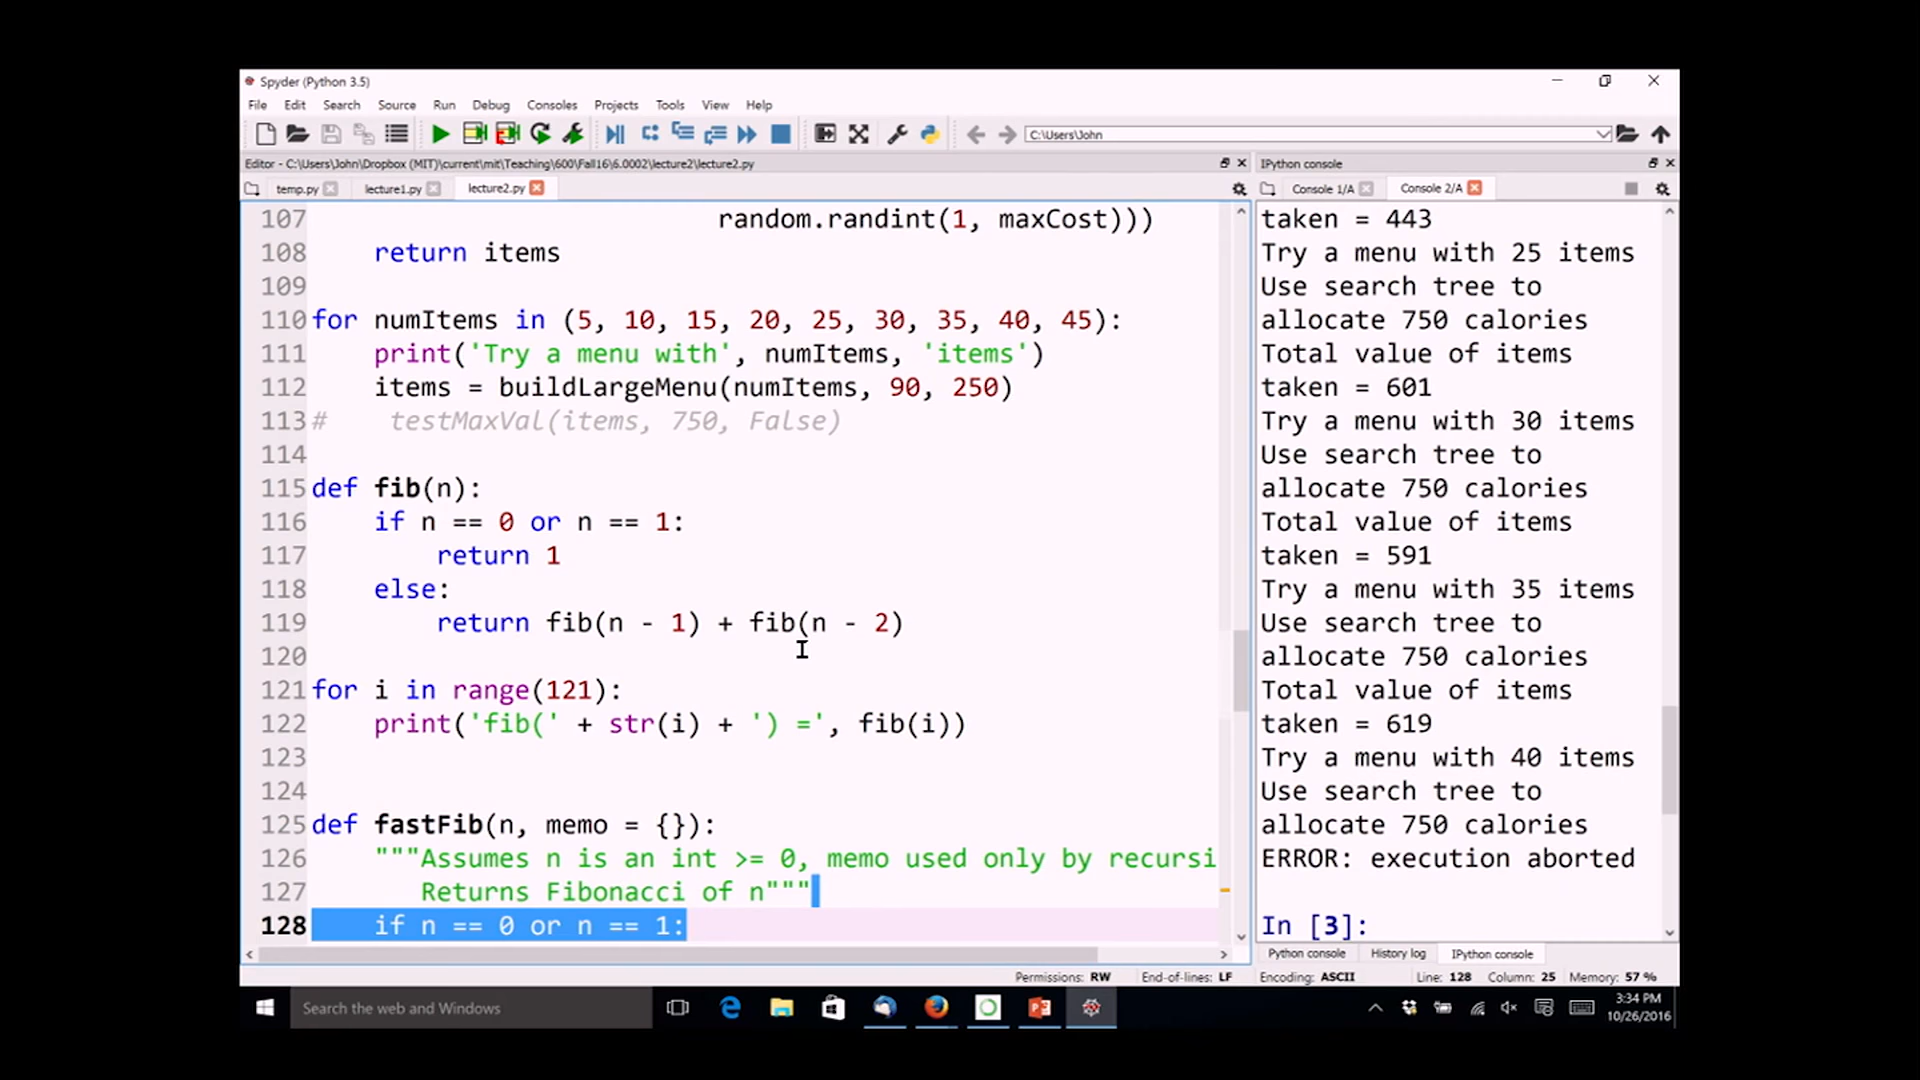 Spyder (Python 3.5)
File Edit Search Source Run Debug Consoles Projects Tools View Help
C:\Users\John
Editor - C:\Users\John\Dropbox (MIT)\current\mit\Teaching\600\Fall16\6.0002\lecture2\lecture2.py
temp.py lecture1.py lecture2.py
107 random.randint(1, maxCost)))
108 return items
109
110 for numItems in (5, 10, 15, 20, 25, 30, 35, 40, 45):
111 print('Try a menu with', numItems, 'items')
112 items = buildLargeMenu(numItems, 90, 250)
113 # testMaxVal(items, 750, False)
114
115 def fib(n):
116 if n == 0 or n == 1:
117 return 1
118 else:
119 return fib(n - 1) + fib(n - 2)
120
121 for i in range(121):
122 print('fib(' + str(i) + ') =', fib(i))
123
124
125 def fastFib(n, memo = {}):
126 """Assumes n is an int >= 0, memo used only by recursi
127 Returns Fibonacci of n"""
128 if n == 0 or n == 1:
IPython console
Console 1/A Console 2/A
taken = 443
Try a menu with 25 items
Use search tree to
allocate 750 calories
Total value of items
taken = 601
Try a menu with 30 items
Use search tree to
allocate 750 calories
Total value of items
taken = 591
Try a menu with 35 items
Use search tree to
allocate 750 calories
Total value of items
taken = 619
Try a menu with 40 items
Use search tree to
allocate 750 calories
ERROR: execution aborted
In [3]:
Python console History log IPython console
Permissions: RW End-of-lines: LF Encoding: ASCII Line: 128 Column: 25 Memory: 57 %
Search the web and Windows
3:34 PM
10/26/2016